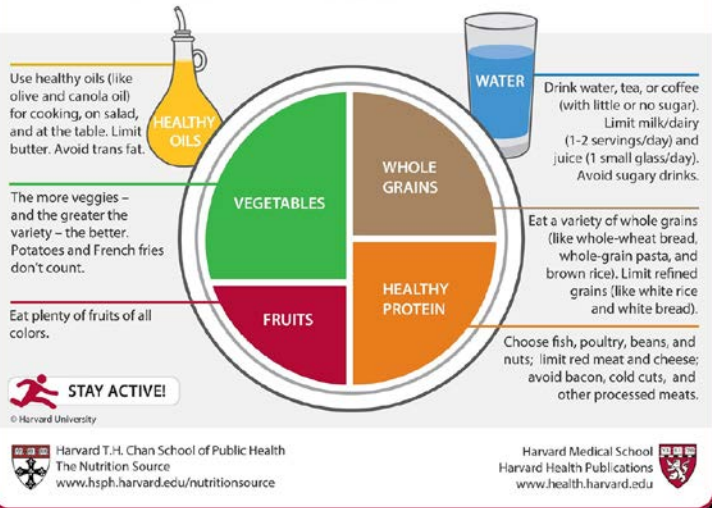 Use healthy oils (like
olive and canola oil)
for cooking, on salad,
and at the table. Limit
butter. Avoid trans fat.
HEALTHY
OILS
WATER
Drink water, tea, or coffee
(with little or no sugar).
Limit milk/dairy
(1-2 servings/day) and
juice (1 small glass/day).
Avoid sugary drinks.
The more veggies –
and the greater the
variety – the better.
Potatoes and French fries
don't count.
VEGETABLES
WHOLE
GRAINS
Eat a variety of whole grains
(like whole-wheat bread,
whole-grain pasta, and
brown rice). Limit refined
grains (like white rice
and white bread).
Eat plenty of fruits of all
colors.
FRUITS
HEALTHY
PROTEIN
Choose fish, poultry, beans, and
nuts; limit red meat and cheese;
avoid bacon, cold cuts, and
other processed meats.
STAY ACTIVE!
© Harvard University
Harvard T.H. Chan School of Public Health
The Nutrition Source
www.hsph.harvard.edu/nutritionsource
Harvard Medical School
Harvard Health Publications
www.health.harvard.edu